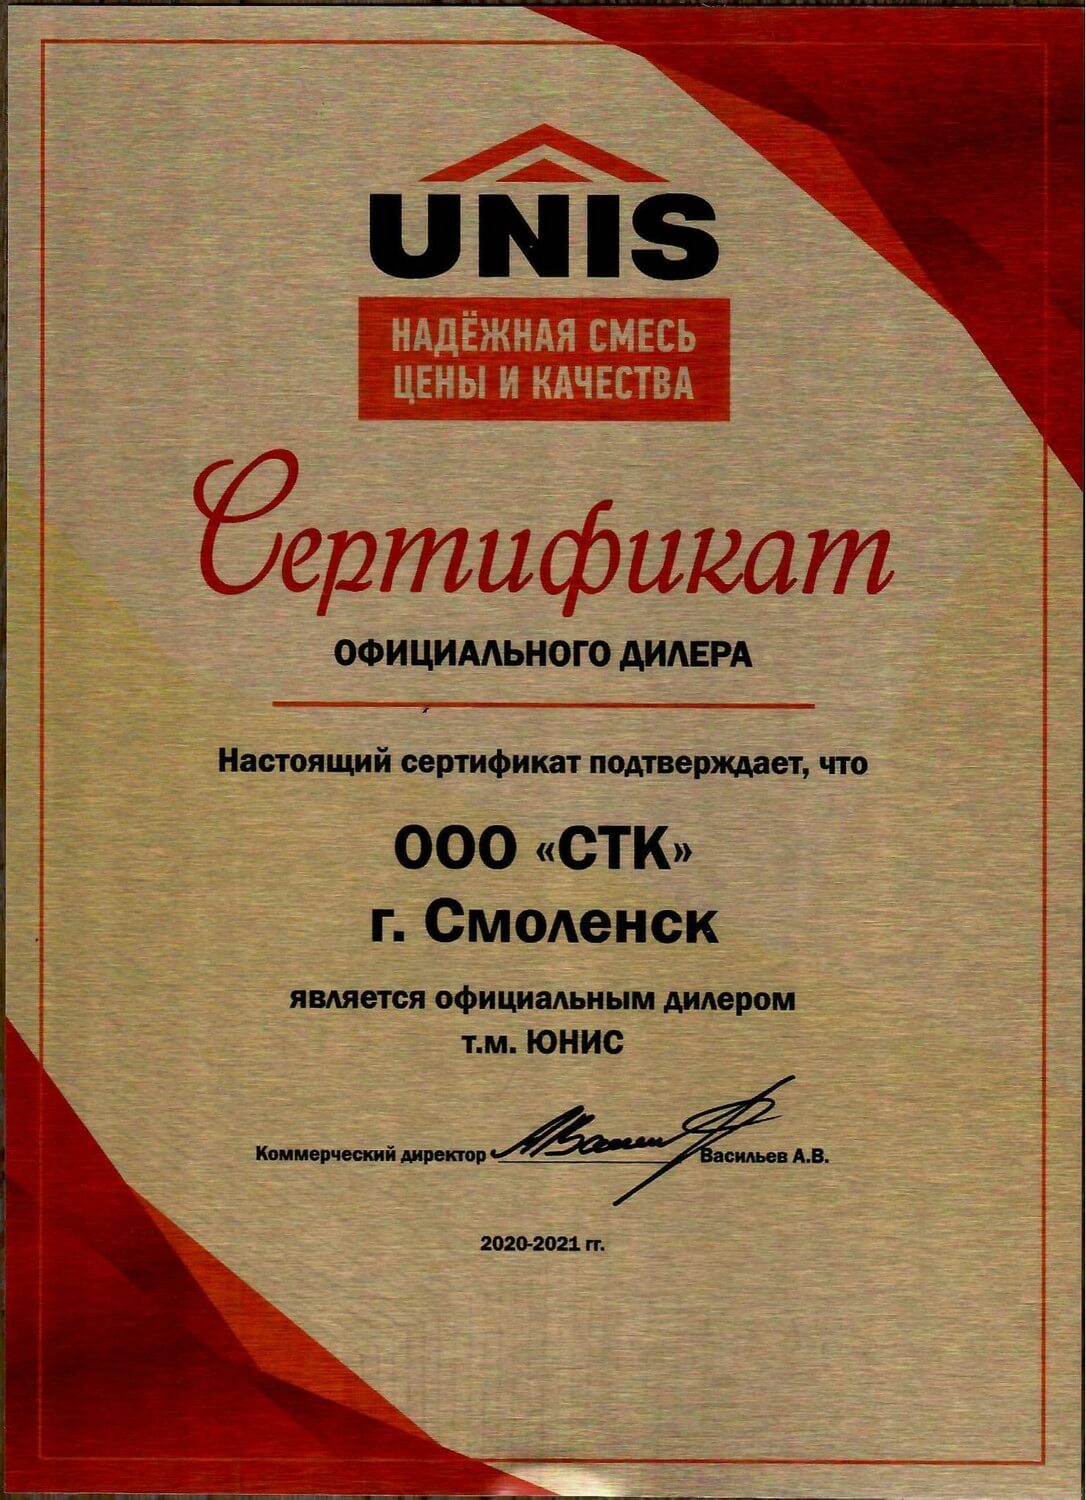 UNIS
НАДЁЖНАЯ СМЕСЬ
ЦЕНЫ И КАЧЕСТВА
Сертификат
ОФИЦИАЛЬНОГО ДИЛЕРА
Настоящий сертификат подтверждает, что
ООО «СТК»
г. Смоленск
является официальным дилером
т.м. ЮНИС
Коммерческий директор Васильев А.В.
2020-2021 гг.